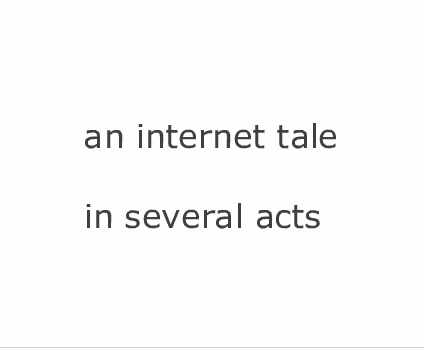 an internet tale
in several acts